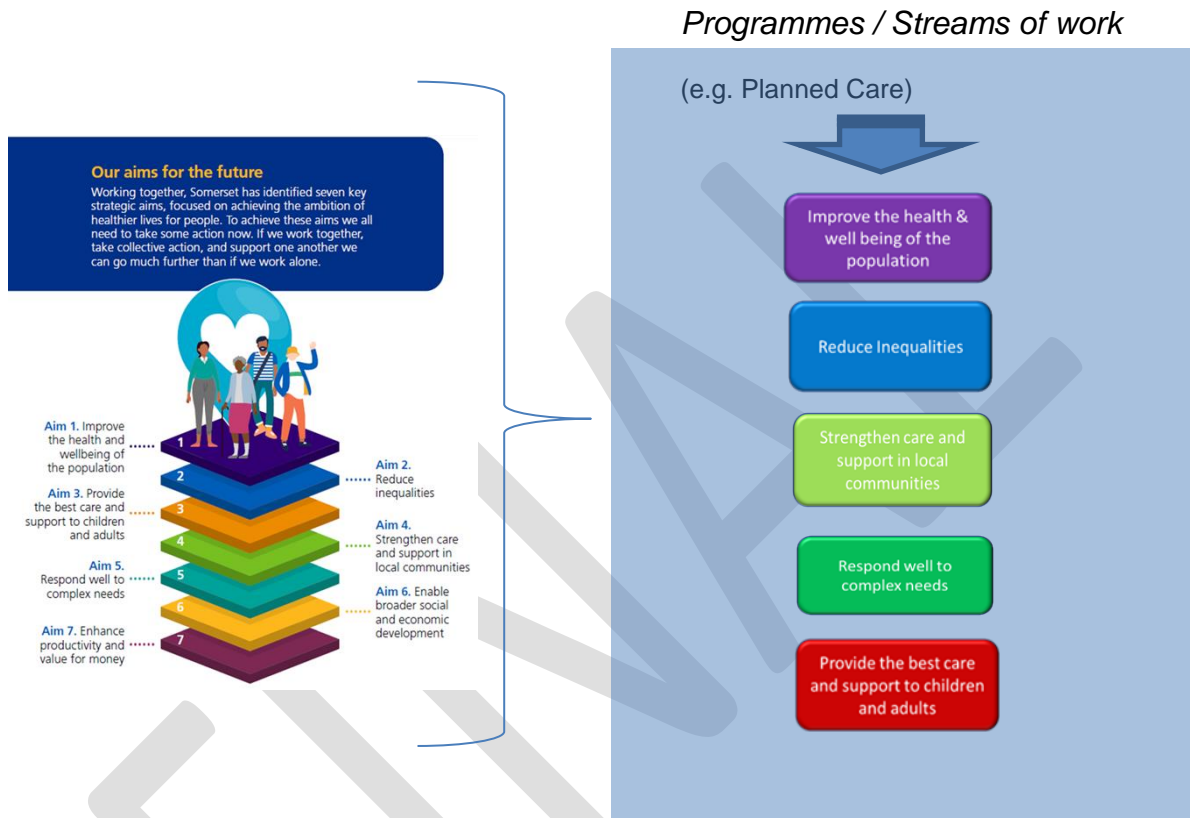 Programmes / Streams of work
(e.g. Planned Care)
Our aims for the future
Working together, Somerset has identified seven key
strategic aims, focused on achieving the ambition of
healthier lives for people. To achieve these aims we all
need to take some action now. If we work together,
take collective action, and support one another we
can go much further than if we work alone.
Aim 1. Improve
the health and
wellbeing of
the population
Aim 2.
Reduce
inequalities
Aim 3. Provide
the best care and
support to children
and adults
Aim 4.
Strengthen care
and support in
local communities
Aim 5.
Respond well to
complex needs
Aim 6. Enable
broader social
and economic
development
Aim 7. Enhance
productivity and
value for money
1
2
3
4
5
6
7
Improve the health &
well being of the
population
Reduce Inequalities
Strengthen care and
support in local
communities
Respond well to
complex needs
Provide the best care
and support to children
and adults